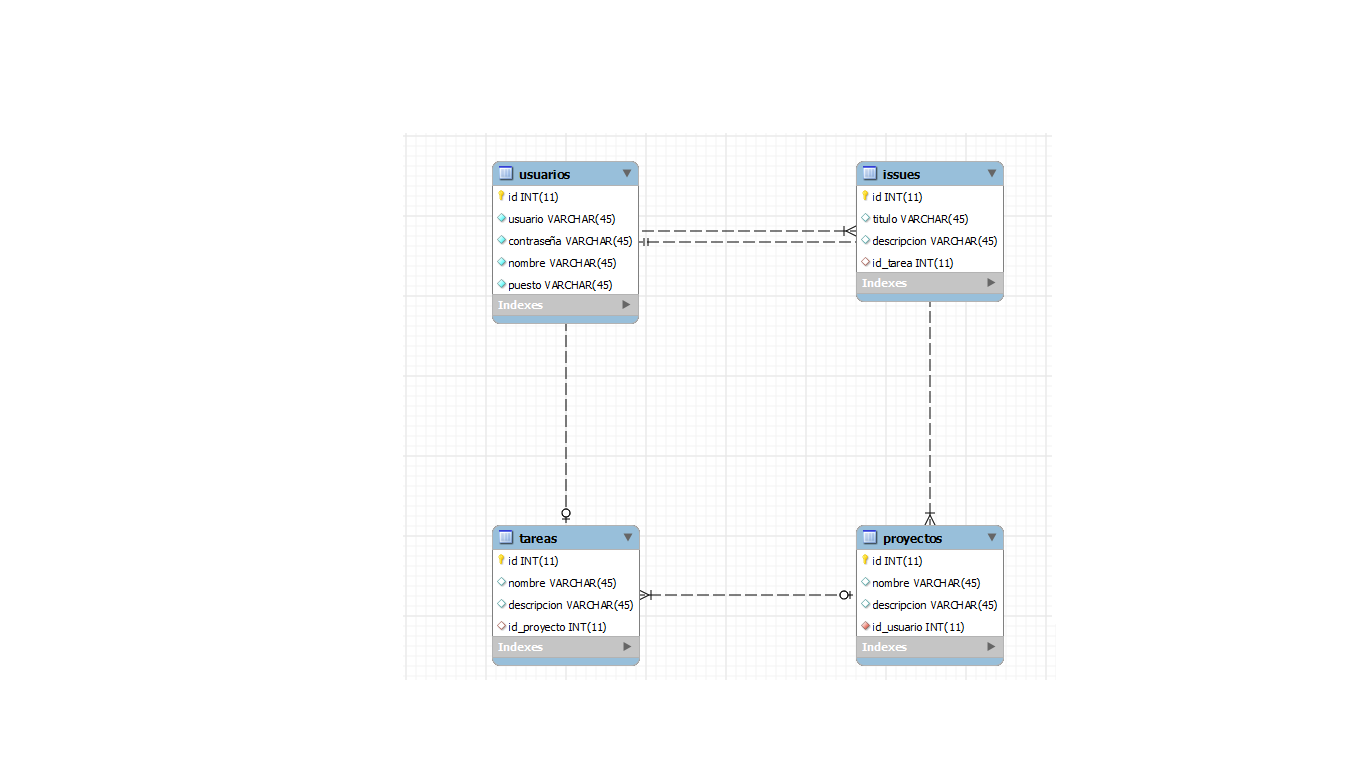 usuarios
id INT(11)
usuario VARCHAR(45)
contraseña VARCHAR(45)
nombre VARCHAR(45)
puesto VARCHAR(45)
Indexes
issues
id INT(11)
titulo VARCHAR(45)
descripcion VARCHAR(45)
id_tarea INT(11)
Indexes
tareas
id INT(11)
nombre VARCHAR(45)
descripcion VARCHAR(45)
id_proyecto INT(11)
Indexes
proyectos
id INT(11)
nombre VARCHAR(45)
descripcion VARCHAR(45)
id_usuario INT(11)
Indexes